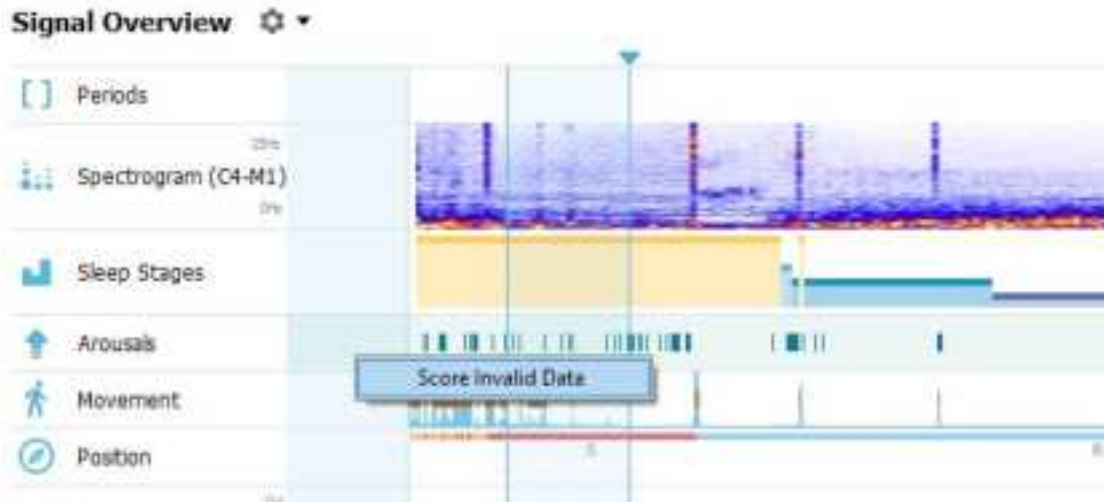 Signal Overview
Periods
Spectrogram (C4-M1)
Sleep Stages
Arousals
Score Invalid Data
Movement
Position